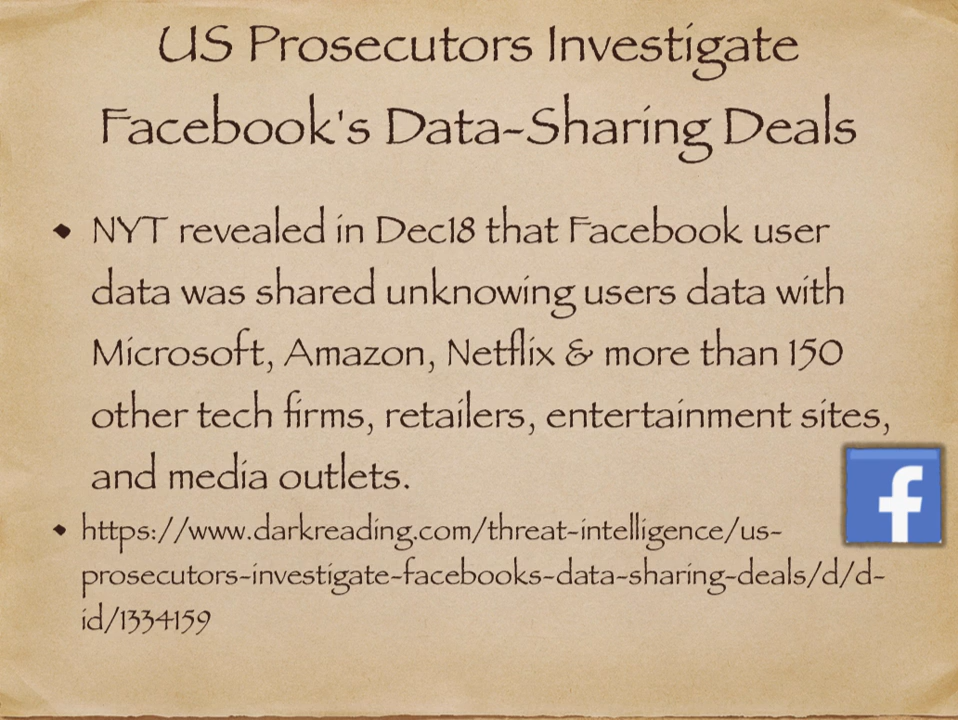 US Prosecutors Investigate
Facebook's Data-Sharing Deals
• NYT revealed in Dec18 that Facebook user
data was shared unknowing users data with
Microsoft, Amazon, Netflix & more than 150
other tech firms, retailers, entertainment sites,
and media outlets.
• https://www.darkreading.com/threat-intelligence/us-
prosecutors-investigate-facebooks-data-sharing-deals/d/d-
id/1334159
f